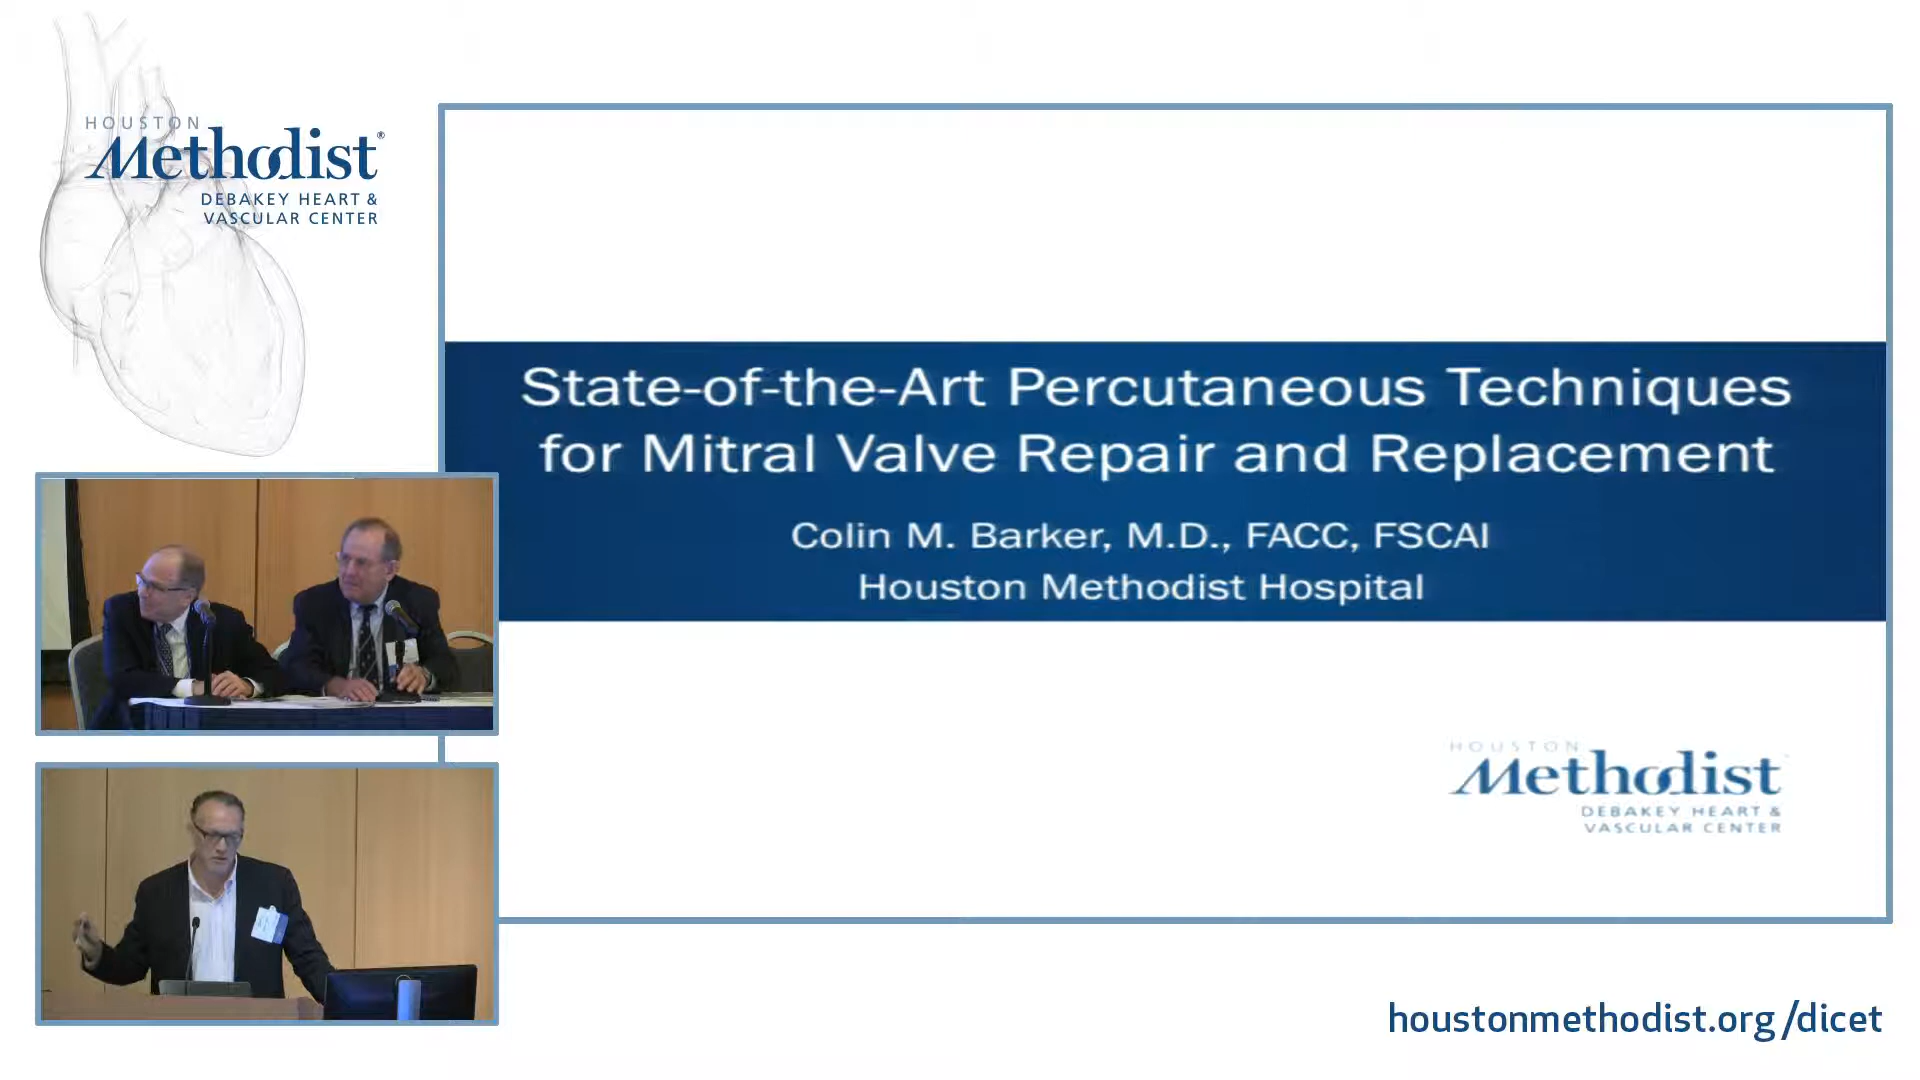 HOUSTON
Methodist®
DEBAKEY HEART &
VASCULAR CENTER
State-of-the-Art Percutaneous Techniques
for Mitral Valve Repair and Replacement
Colin M. Barker, M.D., FACC, FSCAI
Houston Methodist Hospital
HOUSTON
Methodist
DEBAKEY HEART &
VASCULAR CENTER
houstonmethodist.org/dicet